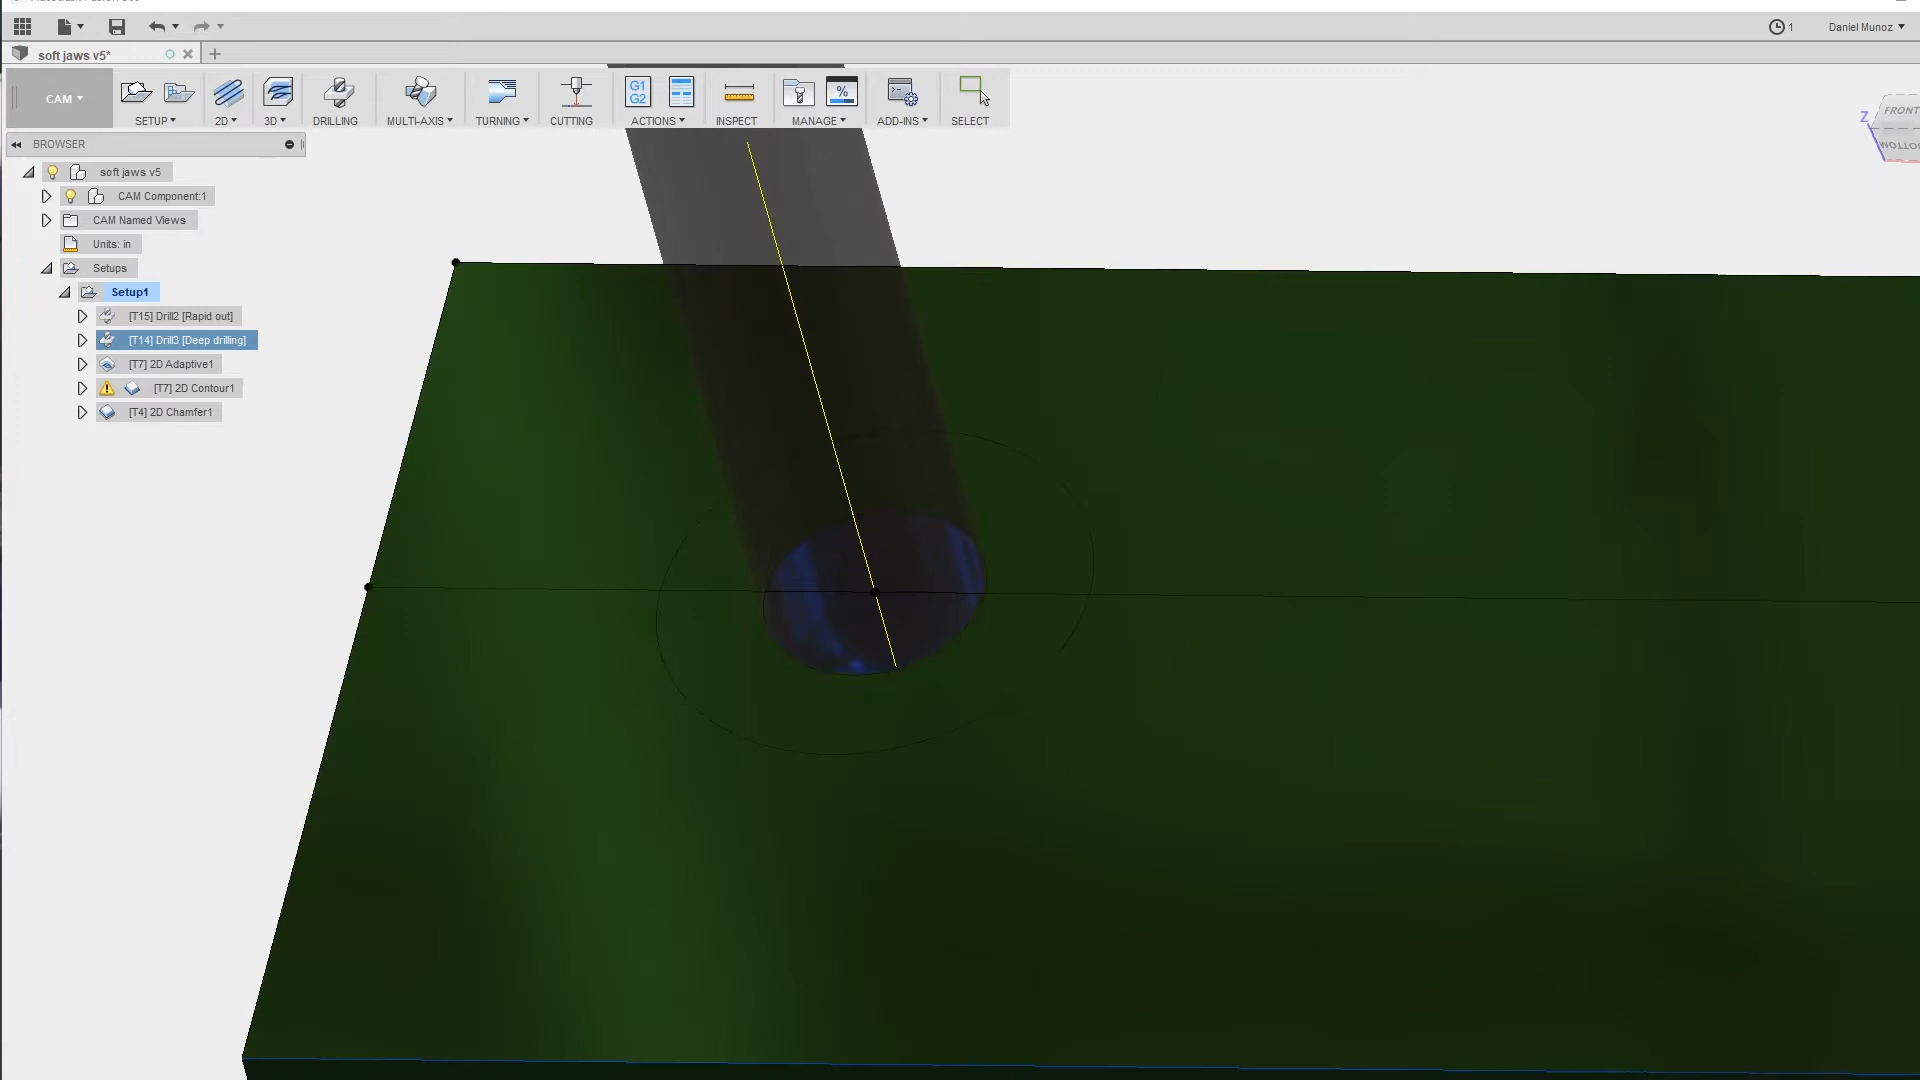 1
Daniel Munoz
soft jaws v5*
CAM
G1
G2
%
SETUP
2D
3D
DRILLING
MULTI-AXIS
TURNING
CUTTING
ACTIONS
INSPECT
MANAGE
ADD-INS
SELECT
Z
FRONT
BROWSER
soft jaws v5
CAM Component:1
CAM Named Views
Units: in
Setups
Setup1
[T15] Drill2 [Rapid out]
[T14] Drill3 [Deep drilling]
[T7] 2D Adaptive1
[T7] 2D Contour1
[T4] 2D Chamfer1